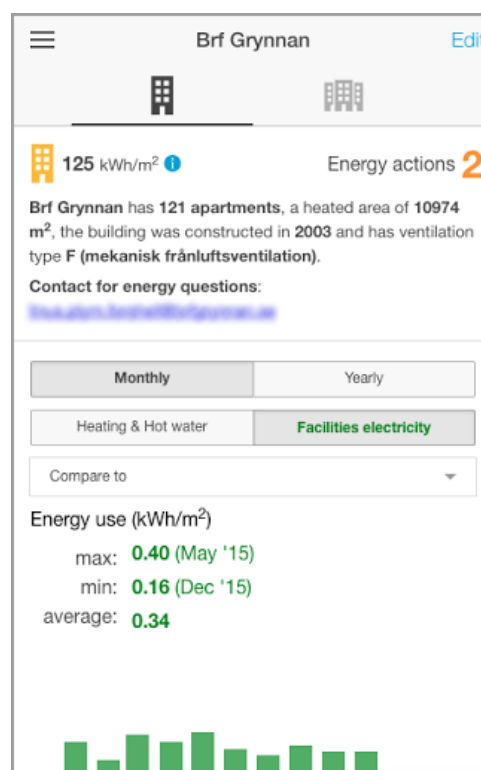 Brf Grynnan
Edit
125 kWh/m² Energy actions 2
Brf Grynnan has 121 apartments, a heated area of 10974
m², the building was constructed in 2003 and has ventilation
type F (mekanisk frånluftsventilation).
Contact for energy questions:
Monthly Yearly
Heating & Hot water Facilities electricity
Compare to
Energy use (kWh/m²)
max: 0.40 (May '15)
min: 0.16 (Dec '15)
average: 0.34